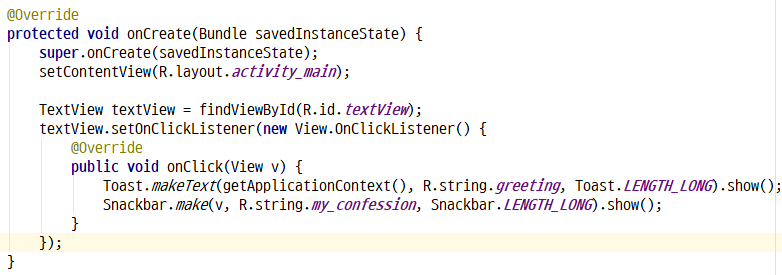 @Override
protected void onCreate(Bundle savedInstanceState) {
    super.onCreate(savedInstanceState);
    setContentView(R.layout.activity_main);

    TextView textView = findViewById(R.id.textView);
    textView.setOnClickListener(new View.OnClickListener() {
        @Override
        public void onClick(View v) {
            Toast.makeText(getApplicationContext(), R.string.greeting, Toast.LENGTH_LONG).show();
            Snackbar.make(v, R.string.my_confession, Snackbar.LENGTH_LONG).show();
        }
    });
}